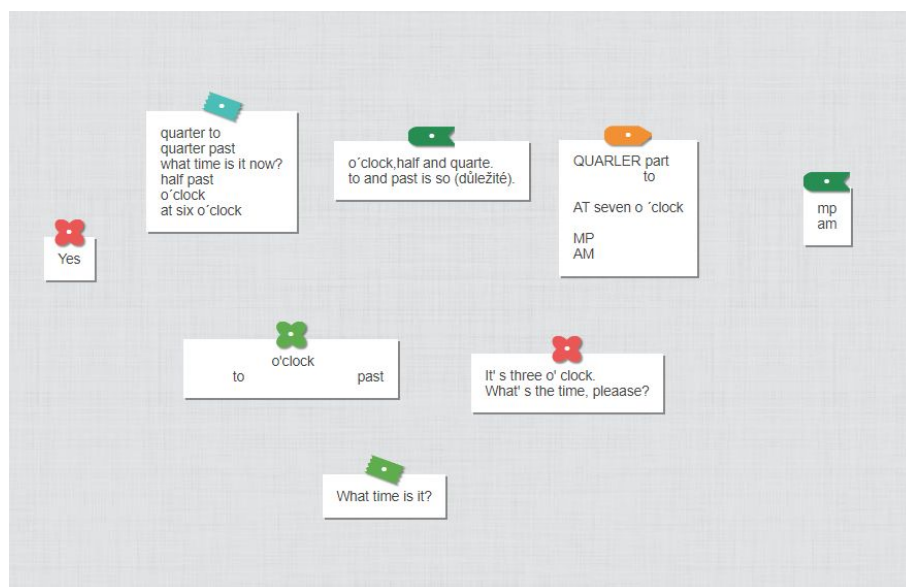 quarter to
quarter past
what time is it now?
half past
o´clock
at six o´clock
o´clock,half and quarte.
to and past is so (důležité).
QUARLER part
to
AT seven o ´clock
MP
AM
mp
am
Yes
o'clock
to past
It' s three o' clock.
What' s the time, pleaase?
What time is it?